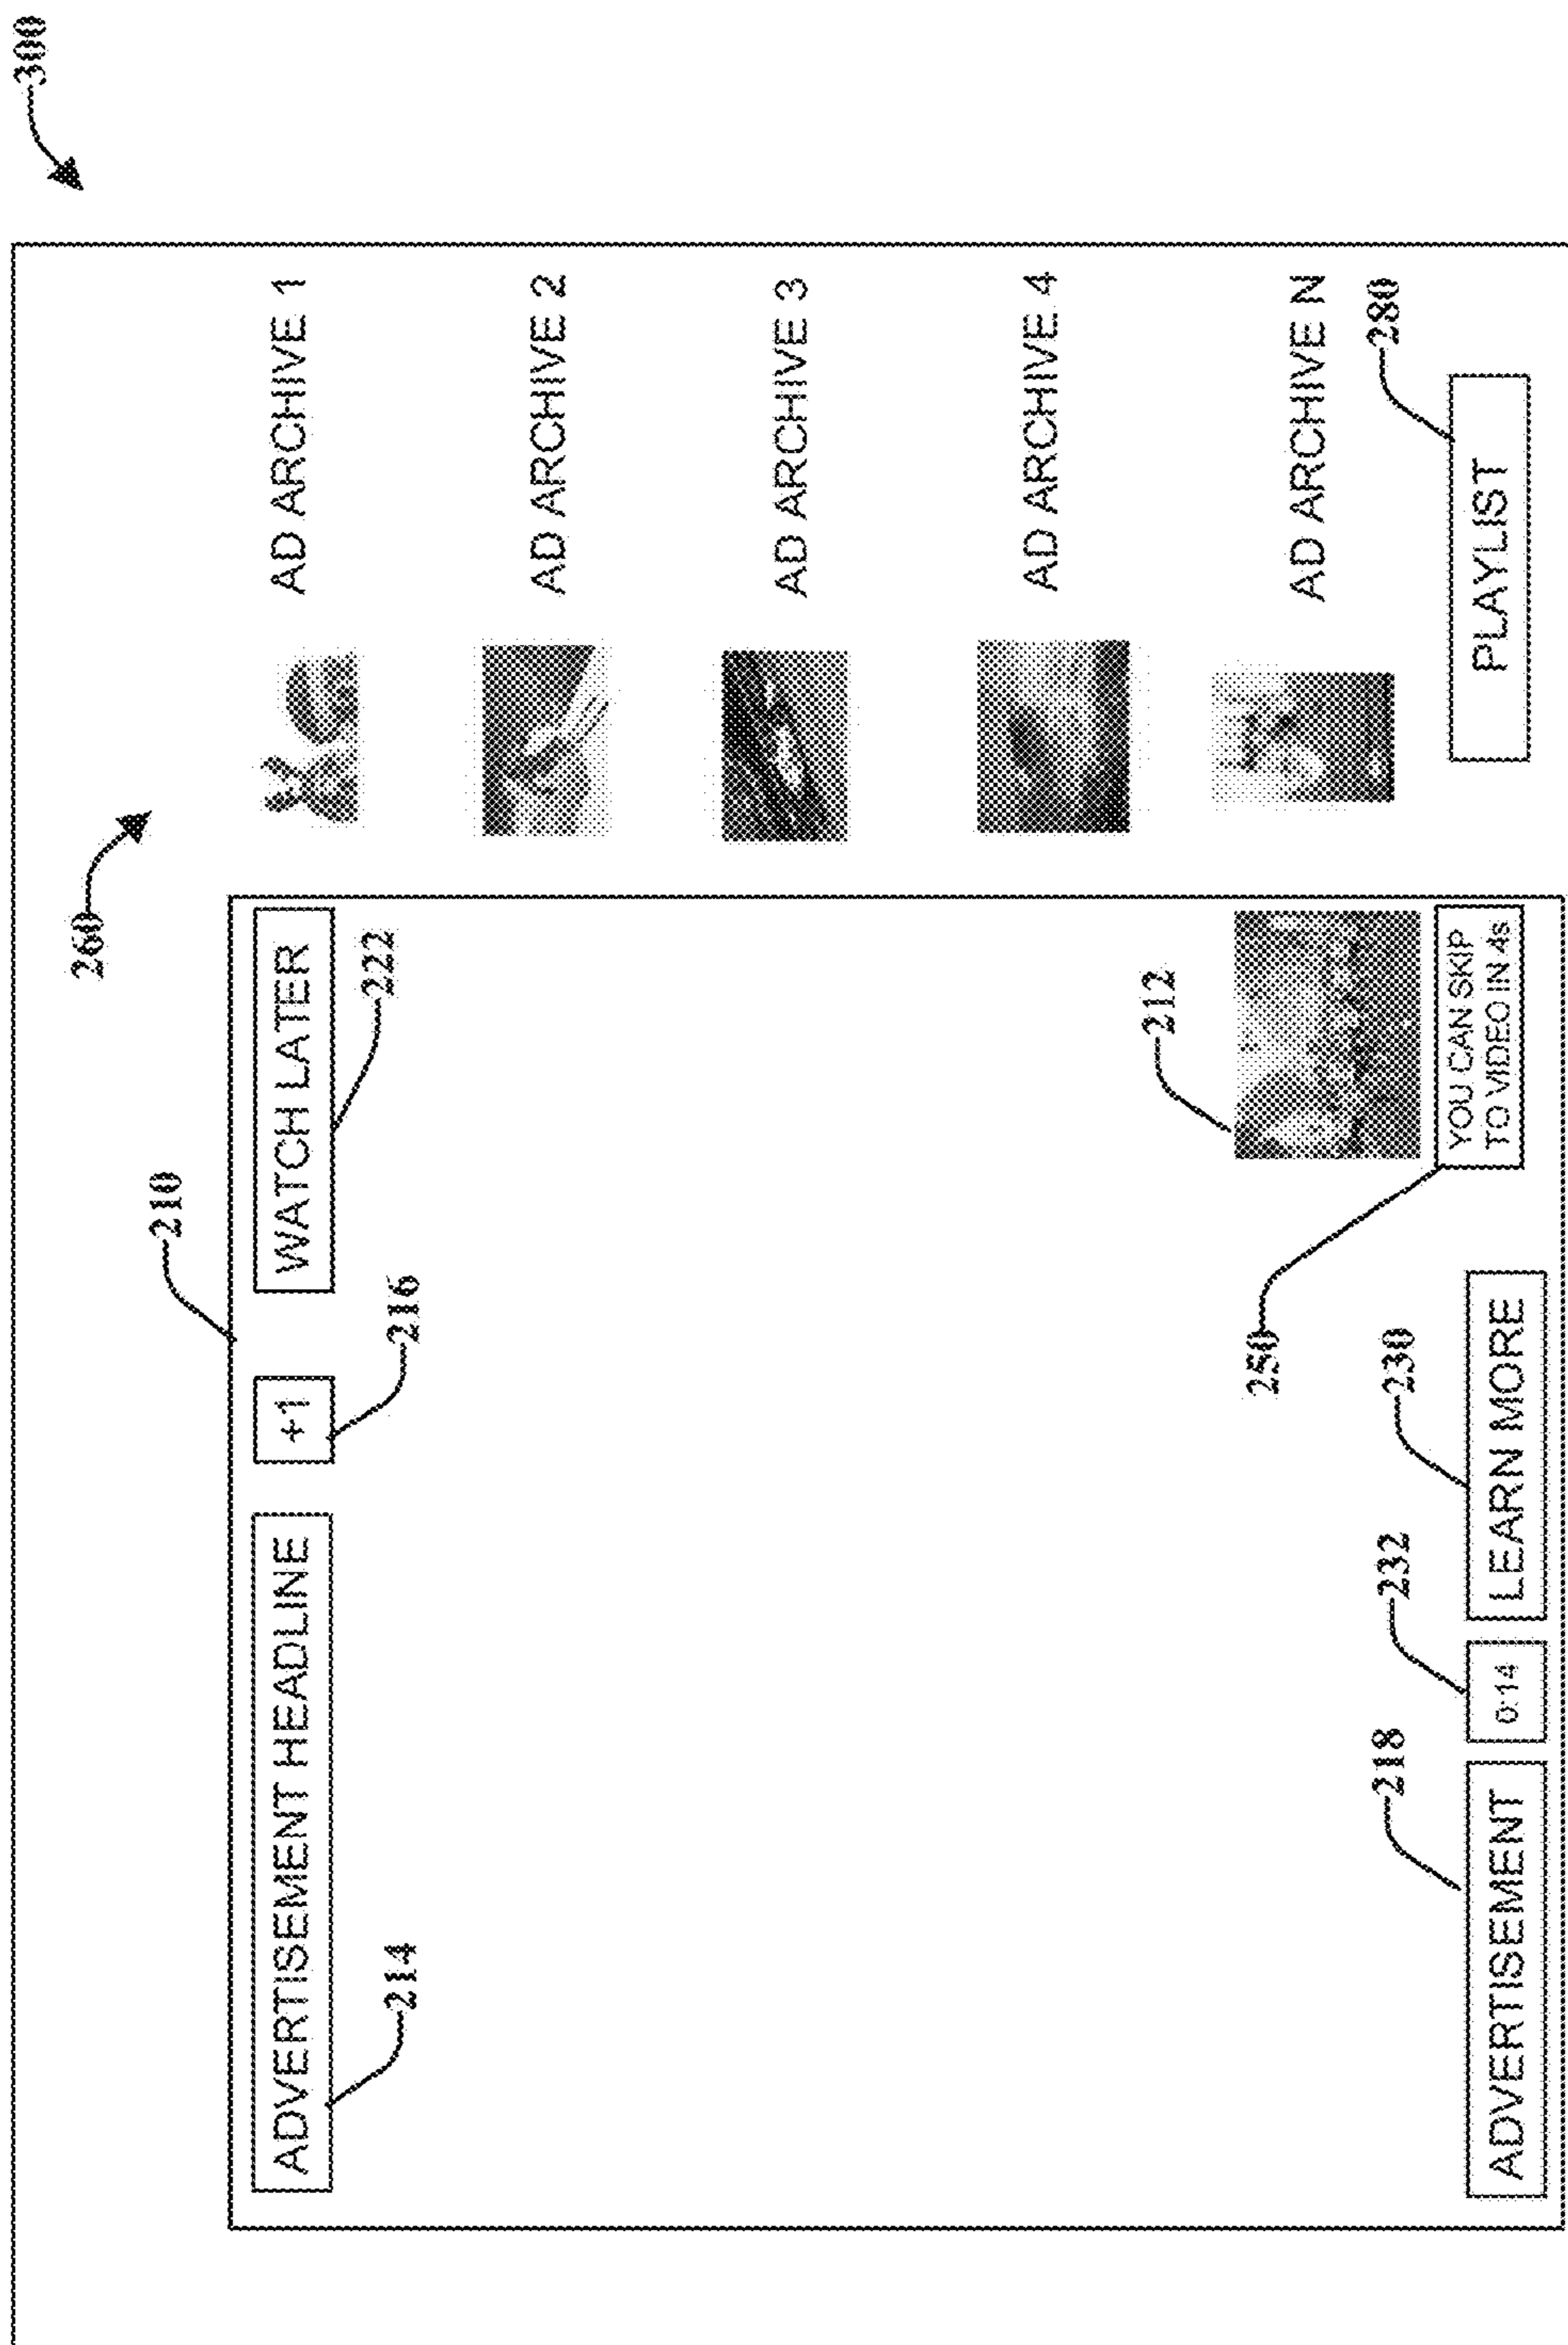 300
260
210
ADVERTISEMENT HEADLINE
+1
WATCH LATER
214
216
222
AD ARCHIVE 1
AD ARCHIVE 2
AD ARCHIVE 3
AD ARCHIVE 4
AD ARCHIVE N
212
250
YOU CAN SKIP
TO VIDEO IN 4s
218
232
230
280
ADVERTISEMENT
0:14
LEARN MORE
PLAYLIST